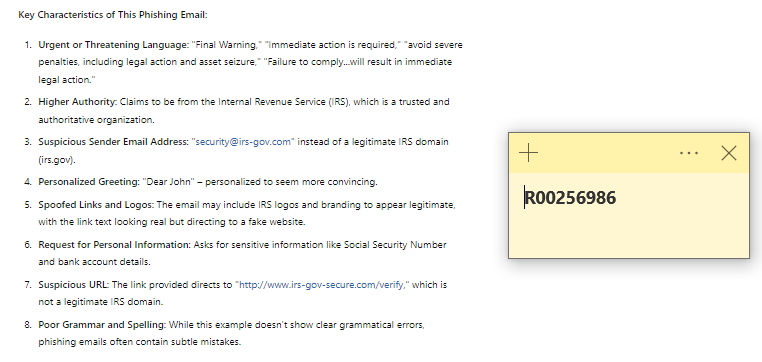 Key Characteristics of This Phishing Email:
1. Urgent or Threatening Language: "Final Warning," "Immediate action is required," "avoid severe
penalties, including legal action and asset seizure," "Failure to comply...will result in immediate
legal action."
2. Higher Authority: Claims to be from the Internal Revenue Service (IRS), which is a trusted and
authoritative organization.
3. Suspicious Sender Email Address: "security@irs-gov.com" instead of a legitimate IRS domain
(irs.gov).
4. Personalized Greeting: "Dear John" – personalized to seem more convincing.
5. Spoofed Links and Logos: The email may include IRS logos and branding to appear legitimate,
with the link text looking real but directing to a fake website.
6. Request for Personal Information: Asks for sensitive information like Social Security Number
and bank account details.
7. Suspicious URL: The link provided directs to "http://www.irs-gov-secure.com/verify," which is
not a legitimate IRS domain.
8. Poor Grammar and Spelling: While this example doesn't show clear grammatical errors,
phishing emails often contain subtle mistakes.
R00256986